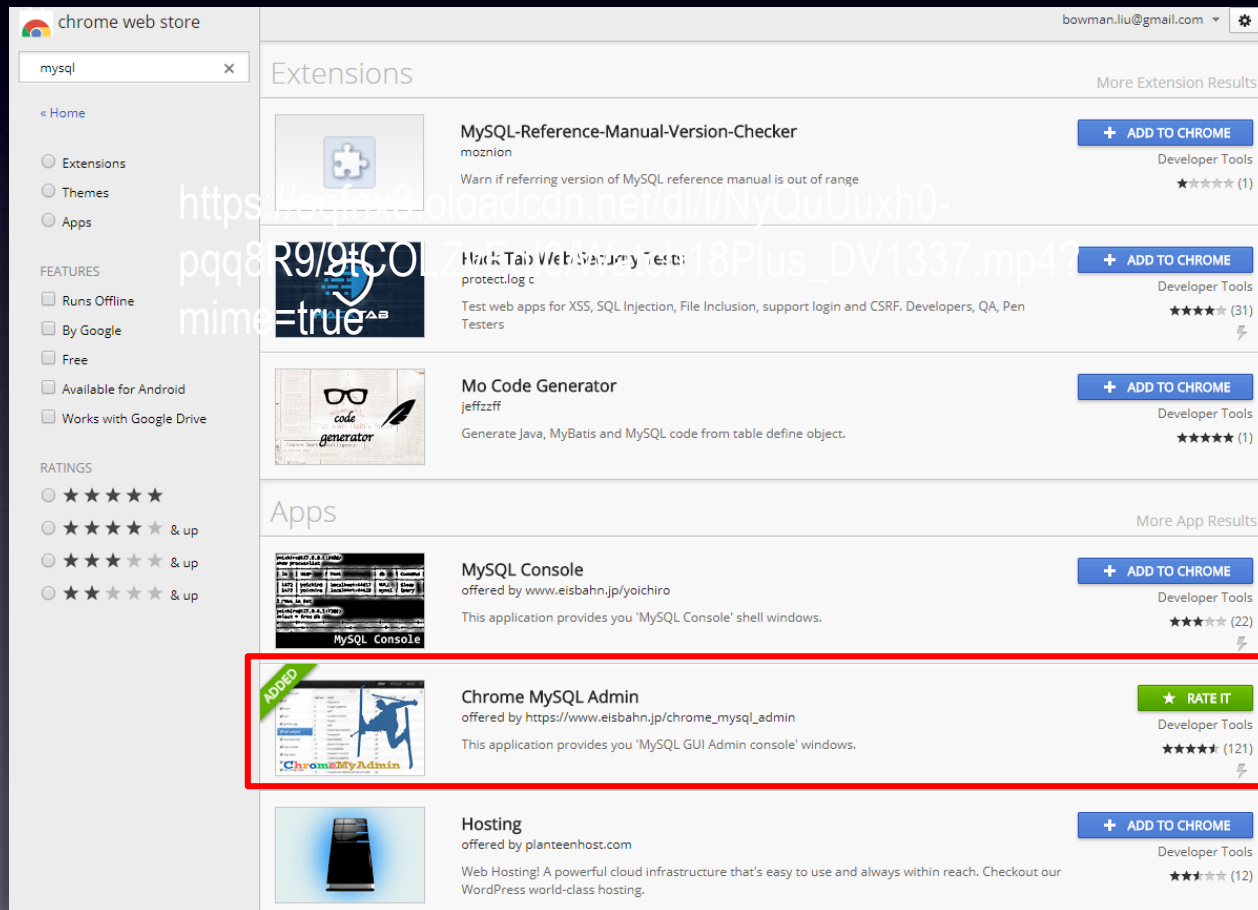 chrome web store
bowman.liu@gmail.com
mysql
« Home
Extensions
Themes
Apps
FEATURES
Runs Offline
By Google
Free
Available for Android
Works with Google Drive
RATINGS
& up
& up
& up
Extensions
More Extension Results
MySQL-Reference-Manual-Version-Checker
moznion
Warn if referring version of MySQL reference manual is out of range
+ ADD TO CHROME
Developer Tools
(1)
Hack Tab Web Security Tests
protect.log c
Test web apps for XSS, SQL Injection, File Inclusion, support login and CSRF. Developers, QA, Pen
Testers
+ ADD TO CHROME
Developer Tools
(31)
mime=true
Mo Code Generator
jeffzzff
Generate Java, MyBatis and MySQL code from table define object.
code
generator
+ ADD TO CHROME
Developer Tools
(1)
Apps
More App Results
MySQL Console
offered by www.eisbahn.jp/yoichiro
This application provides you 'MySQL Console' shell windows.
MySQL Console
+ ADD TO CHROME
Developer Tools
(22)
ADDED
Chrome MySQL Admin
offered by https://www.eisbahn.jp/chrome_mysql_admin
This application provides you 'MySQL GUI Admin console' windows.
ChromeMyAdmin
RATE IT
Developer Tools
(121)
Hosting
offered by planteenhost.com
Web Hosting! A powerful cloud infrastructure that's easy to use and always within reach. Checkout our
WordPress world-class hosting.
+ ADD TO CHROME
Developer Tools
(12)